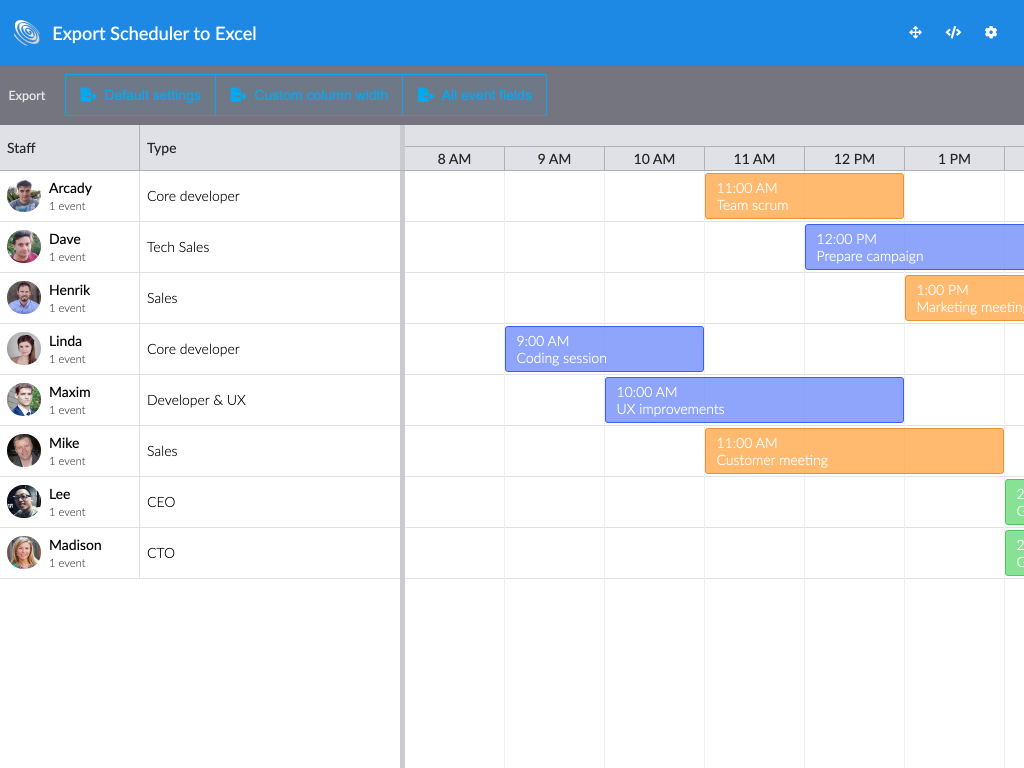 Export Scheduler to Excel
Export
Default settings
Custom column width
All event fields
Staff
Type
8 AM
9 AM
10 AM
11 AM
12 PM
1 PM
Arcady
1 event
Core developer
11:00 AM
Team scrum
Dave
1 event
Tech Sales
12:00 PM
Prepare campaign
Henrik
1 event
Sales
1:00 PM
Marketing meetin
Linda
1 event
Core developer
9:00 AM
Coding session
Maxim
1 event
Developer & UX
10:00 AM
UX improvements
Mike
1 event
Sales
11:00 AM
Customer meeting
Lee
1 event
CEO
2
G
Madison
1 event
CTO
2
G